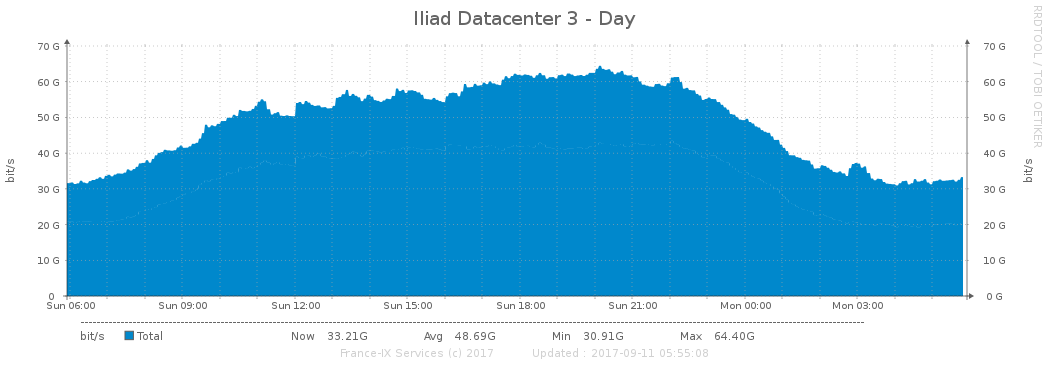 Iliad Datacenter 3 - Day
RRDTOOL / TOBI OETIKER
bit/s
70 G 70 G
60 G 60 G
50 G 50 G
40 G 40 G
30 G 30 G
20 G 20 G
10 G 10 G
0 0 G
bit/s
Sun 06:00 Sun 09:00 Sun 12:00 Sun 15:00 Sun 18:00 Sun 21:00 Mon 00:00 Mon 03:00
bit/s Total Now 33.21G Avg 48.69G Min 30.91G Max 64.40G
France-IX Services (c) 2017 Updated : 2017-09-11 05:55:08